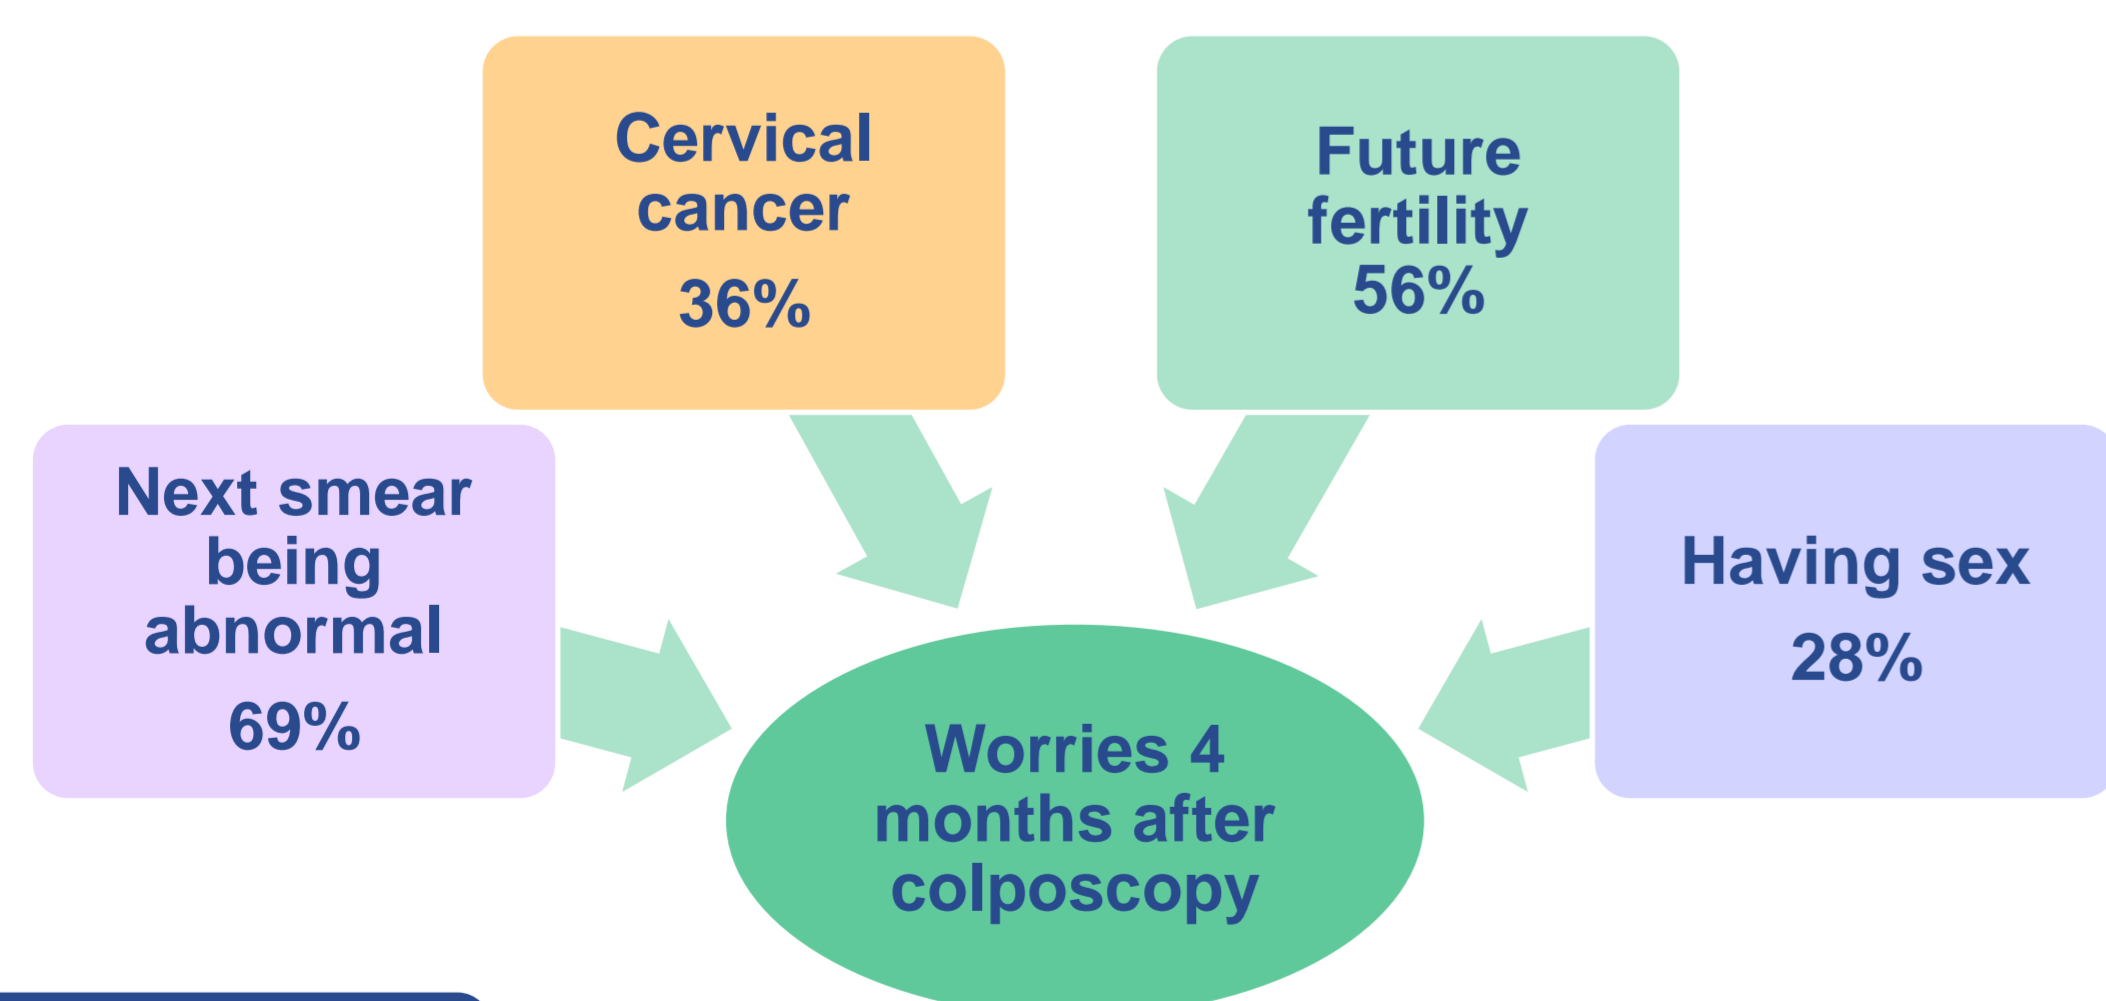 Cervical
cancer
36%
Future
fertility
56%
Next smear
being
abnormal
69%
Having sex
28%
Worries 4
months after
colposcopy